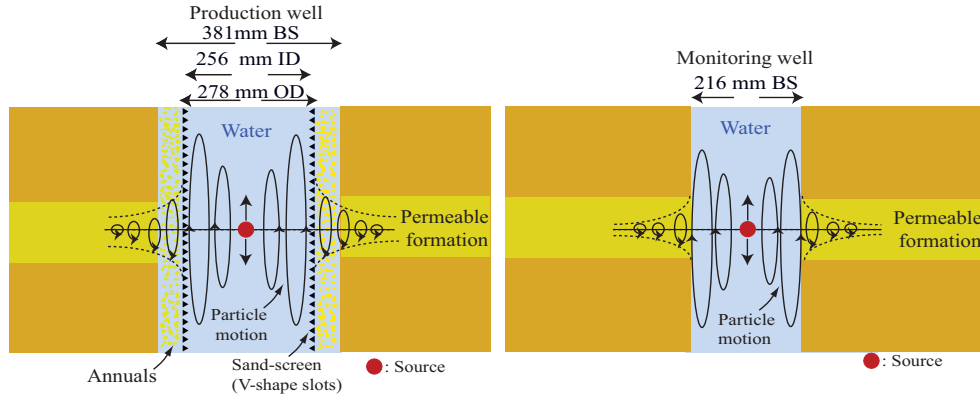 Production well
381mm BS
256 mm ID
278 mm OD
Water
Permeable
formation
Particle
motion
Annuals
Sand-screen
(V-shape slots)
: Source
Monitoring well
216 mm BS
Water
Permeable
formation
Particle
motion
: Source